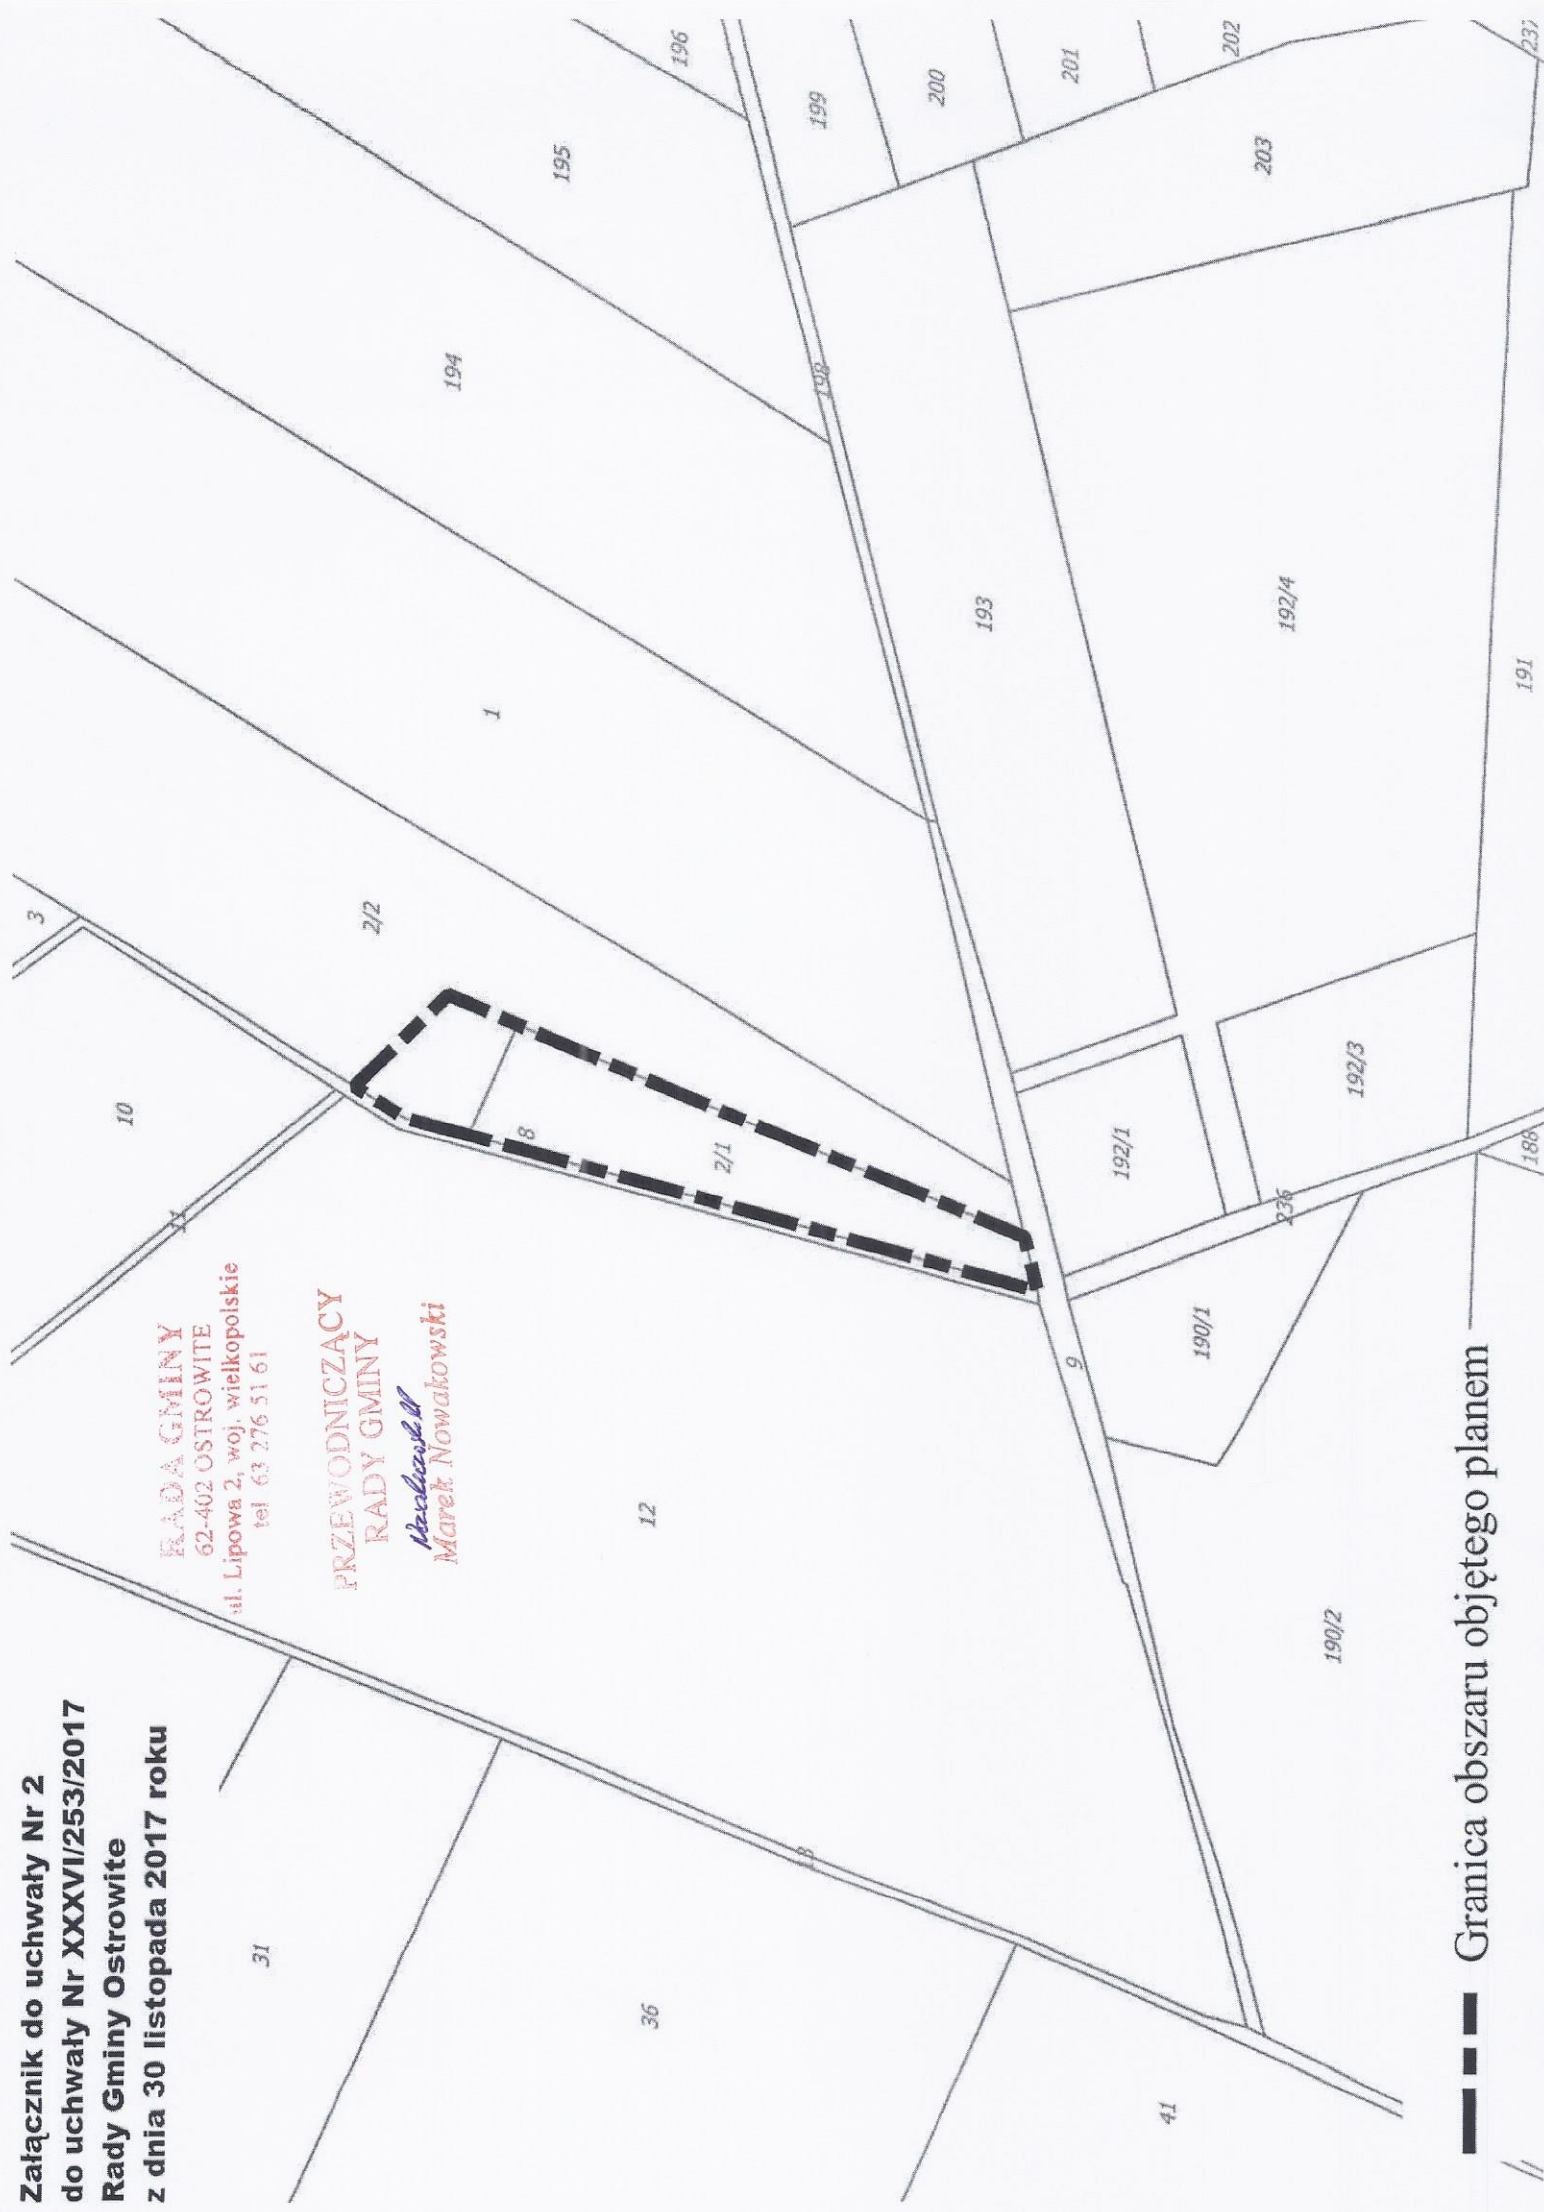 Załącznik do uchwały Nr 2
do uchwały Nr XXXVI/253/2017
Rady Gminy Ostrowite
z dnia 30 listopada 2017 roku
RADA GMINY
62-402 OSTROWITE
ul. Lipowa 2, woj. wielkopolskie
tel 63 276 51 61
PRZEWODNICZĄCY
RADY GMINY
Marek Nowakowski
3
10
11
2/2
1
194
195
196
31
8
2/1
12
36
13
198
199
200
201
202
237
203
193
192/4
191
192/1
192/3
188
236
9
190/1
190/2
41
Granica obszaru objętego planem